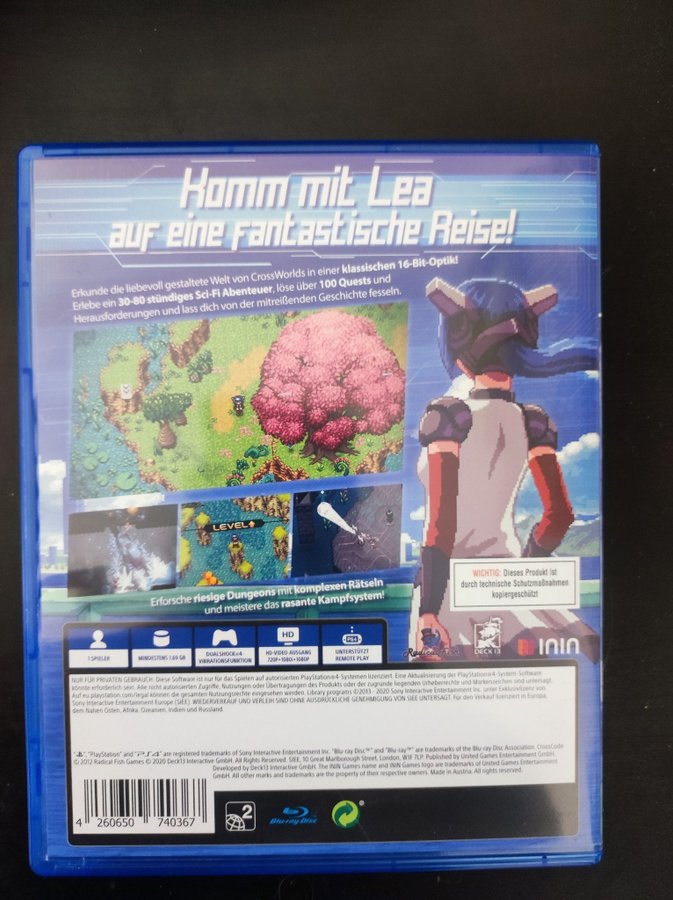 Komm mit Lea
auf eine fantastische Reise!
Erkunde die liebevoll gestaltete Welt von CrossWorlds in einer klassischen 16-Bit-Optik!
Erlebe ein 30-80 stündiges Sci-Fi Abenteuer, löse über 100 Quests und
Herausforderungen und lass dich von der mitreißenden Geschichte fesseln.
LEVEL
Erforsche riesige Dungeons mit komplexen Rätseln
und meistere das rasante Kampfsystem!
WICHTIG: Dieses Produkt ist
durch technische Schutzmaßnahmen
kopiergeschützt
DECK13
ININ
1 SPIELER
MINDESTENS 1.69 GB
DUALSHOCK®4
VIBRATIONSFUNKTION
HD
HD-VIDEO-AUSGANG
720P•1080i•1080P
PS4
UNTERSTÜTZT
REMOTE PLAY
NUR FÜR PRIVATEN GEBRAUCH: Diese Software ist nur für das Spielen auf autorisierten PlayStation®4-Systemen lizenziert. Eine Aktualisierung der PlayStation®4 System-Software
könnte erforderlich sein. Alle nicht autorisierten Zugriffe, Nutzungen oder Übertragungen des Produkts oder der zugrunde liegenden Urheberrechte und Markenzeichen sind untersagt.
Auf eu.playstation.com/legal können die gesamten Nutzungsrechte eingesehen werden. Library programs ©2013 - 2020 Sony Interactive Entertainment Inc. unter Exklusivlizenz von
Sony Interactive Entertainment Europe (SIEE). WIEDERVERKAUF UND VERLEIH SIND OHNE AUSDRÜCKLICHE GENEHMIGUNG VON SIEE UNTERSAGT. Für den Verkauf lizenziert in Europa,
dem Nahen Osten, Afrika, Ozeanien, Indien und Russland.
"PlayStation" and "PS4" are registered trademarks of Sony Interactive Entertainment Inc. "Blu-ray Disc™" and "Blu-ray™" are trademarks of the Blu-ray Disc Association. CrossCode
© 2012 Radical Fish Games © 2020 Deck13 Interactive GmbH. All Rights Reserved. SIEE, 10 Great Marlborough Street, London, W1F 7LP. Published by United Games Entertainment GmbH.
Developed by Deck13 Interactive GmbH. The ININ Games name and ININ Games logo are trademarks of United Games Entertainment
GmbH. All other marks and trademarks are the property of their respective owners. Made in Austria. All rights reserved.
4 260650 740367
2
Blu-ray Disc